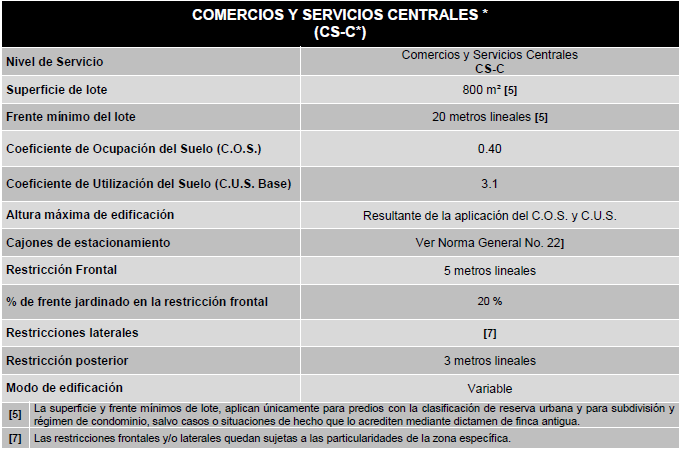 COMERCIOS Y SERVICIOS CENTRALES *
(CS-C*)
Nivel de Servicio
Comercios y Servicios Centrales
CS-C
Superficie de lote
800 m² [5]
Frente mínimo del lote
20 metros lineales [5]
Coeficiente de Ocupación del Suelo (C.O.S.)
0.40
Coeficiente de Utilización del Suelo (C.U.S. Base)
3.1
Altura máxima de edificación
Resultante de la aplicación del C.O.S. y C.U.S.
Cajones de estacionamiento
Ver Norma General No. 22]
Restricción Frontal
5 metros lineales
% de frente jardinado en la restricción frontal
20 %
Restricciones laterales
[7]
Restricción posterior
3 metros lineales
Modo de edificación
Variable
[5] La superficie y frente mínimos de lote, aplican únicamente para predios con la clasificación de reserva urbana y para subdivisión y
régimen de condominio, salvo casos o situaciones de hecho que lo acrediten mediante dictamen de finca antigua.
[7] Las restricciones frontales y/o laterales quedan sujetas a las particularidades de la zona específica.